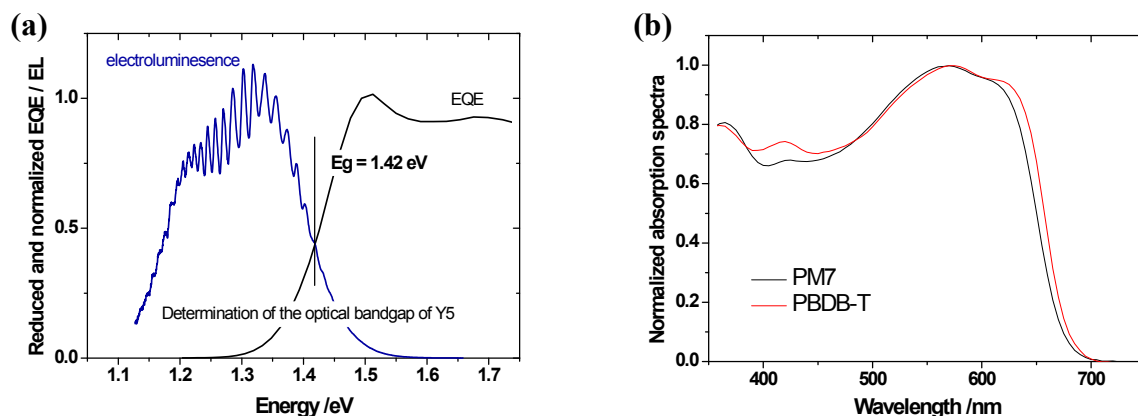 (a)
electroluminesence
EQE
Eg = 1.42 eV
Determination of the optical bandgap of Y5
Reduced and normalized EQE / EL
1.0
0.5
0.0
1.1 1.2 1.3 1.4 1.5 1.6 1.7
Energy /eV
(b)
Normalized absorption spectra
1.0
0.8
0.6
0.4
0.2
0.0
PM7
PBDB-T
400 500 600 700
Wavelength /nm